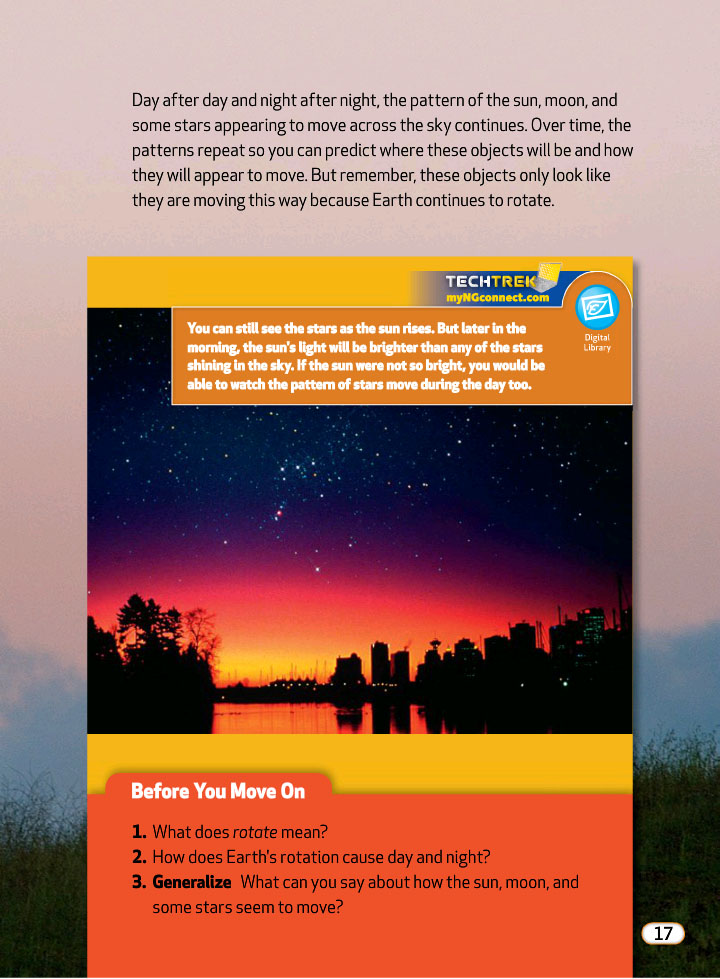 Day after day and night after night, the pattern of the sun, moon, and
some stars appearing to move across the sky continues. Over time, the
patterns repeat so you can predict where these objects will be and how
they will appear to move. But remember, these objects only look like
they are moving this way because Earth continues to rotate.
TECHTREK
myNGconnect.com
Digital
Library
You can still see the stars as the sun rises. But later in the
morning, the sun's light will be brighter than any of the stars
shining in the sky. If the sun were not so bright, you would be
able to watch the pattern of stars move during the day too.
Before You Move On
1. What does rotate mean?
2. How does Earth's rotation cause day and night?
3. Generalize What can you say about how the sun, moon, and
some stars seem to move?
17